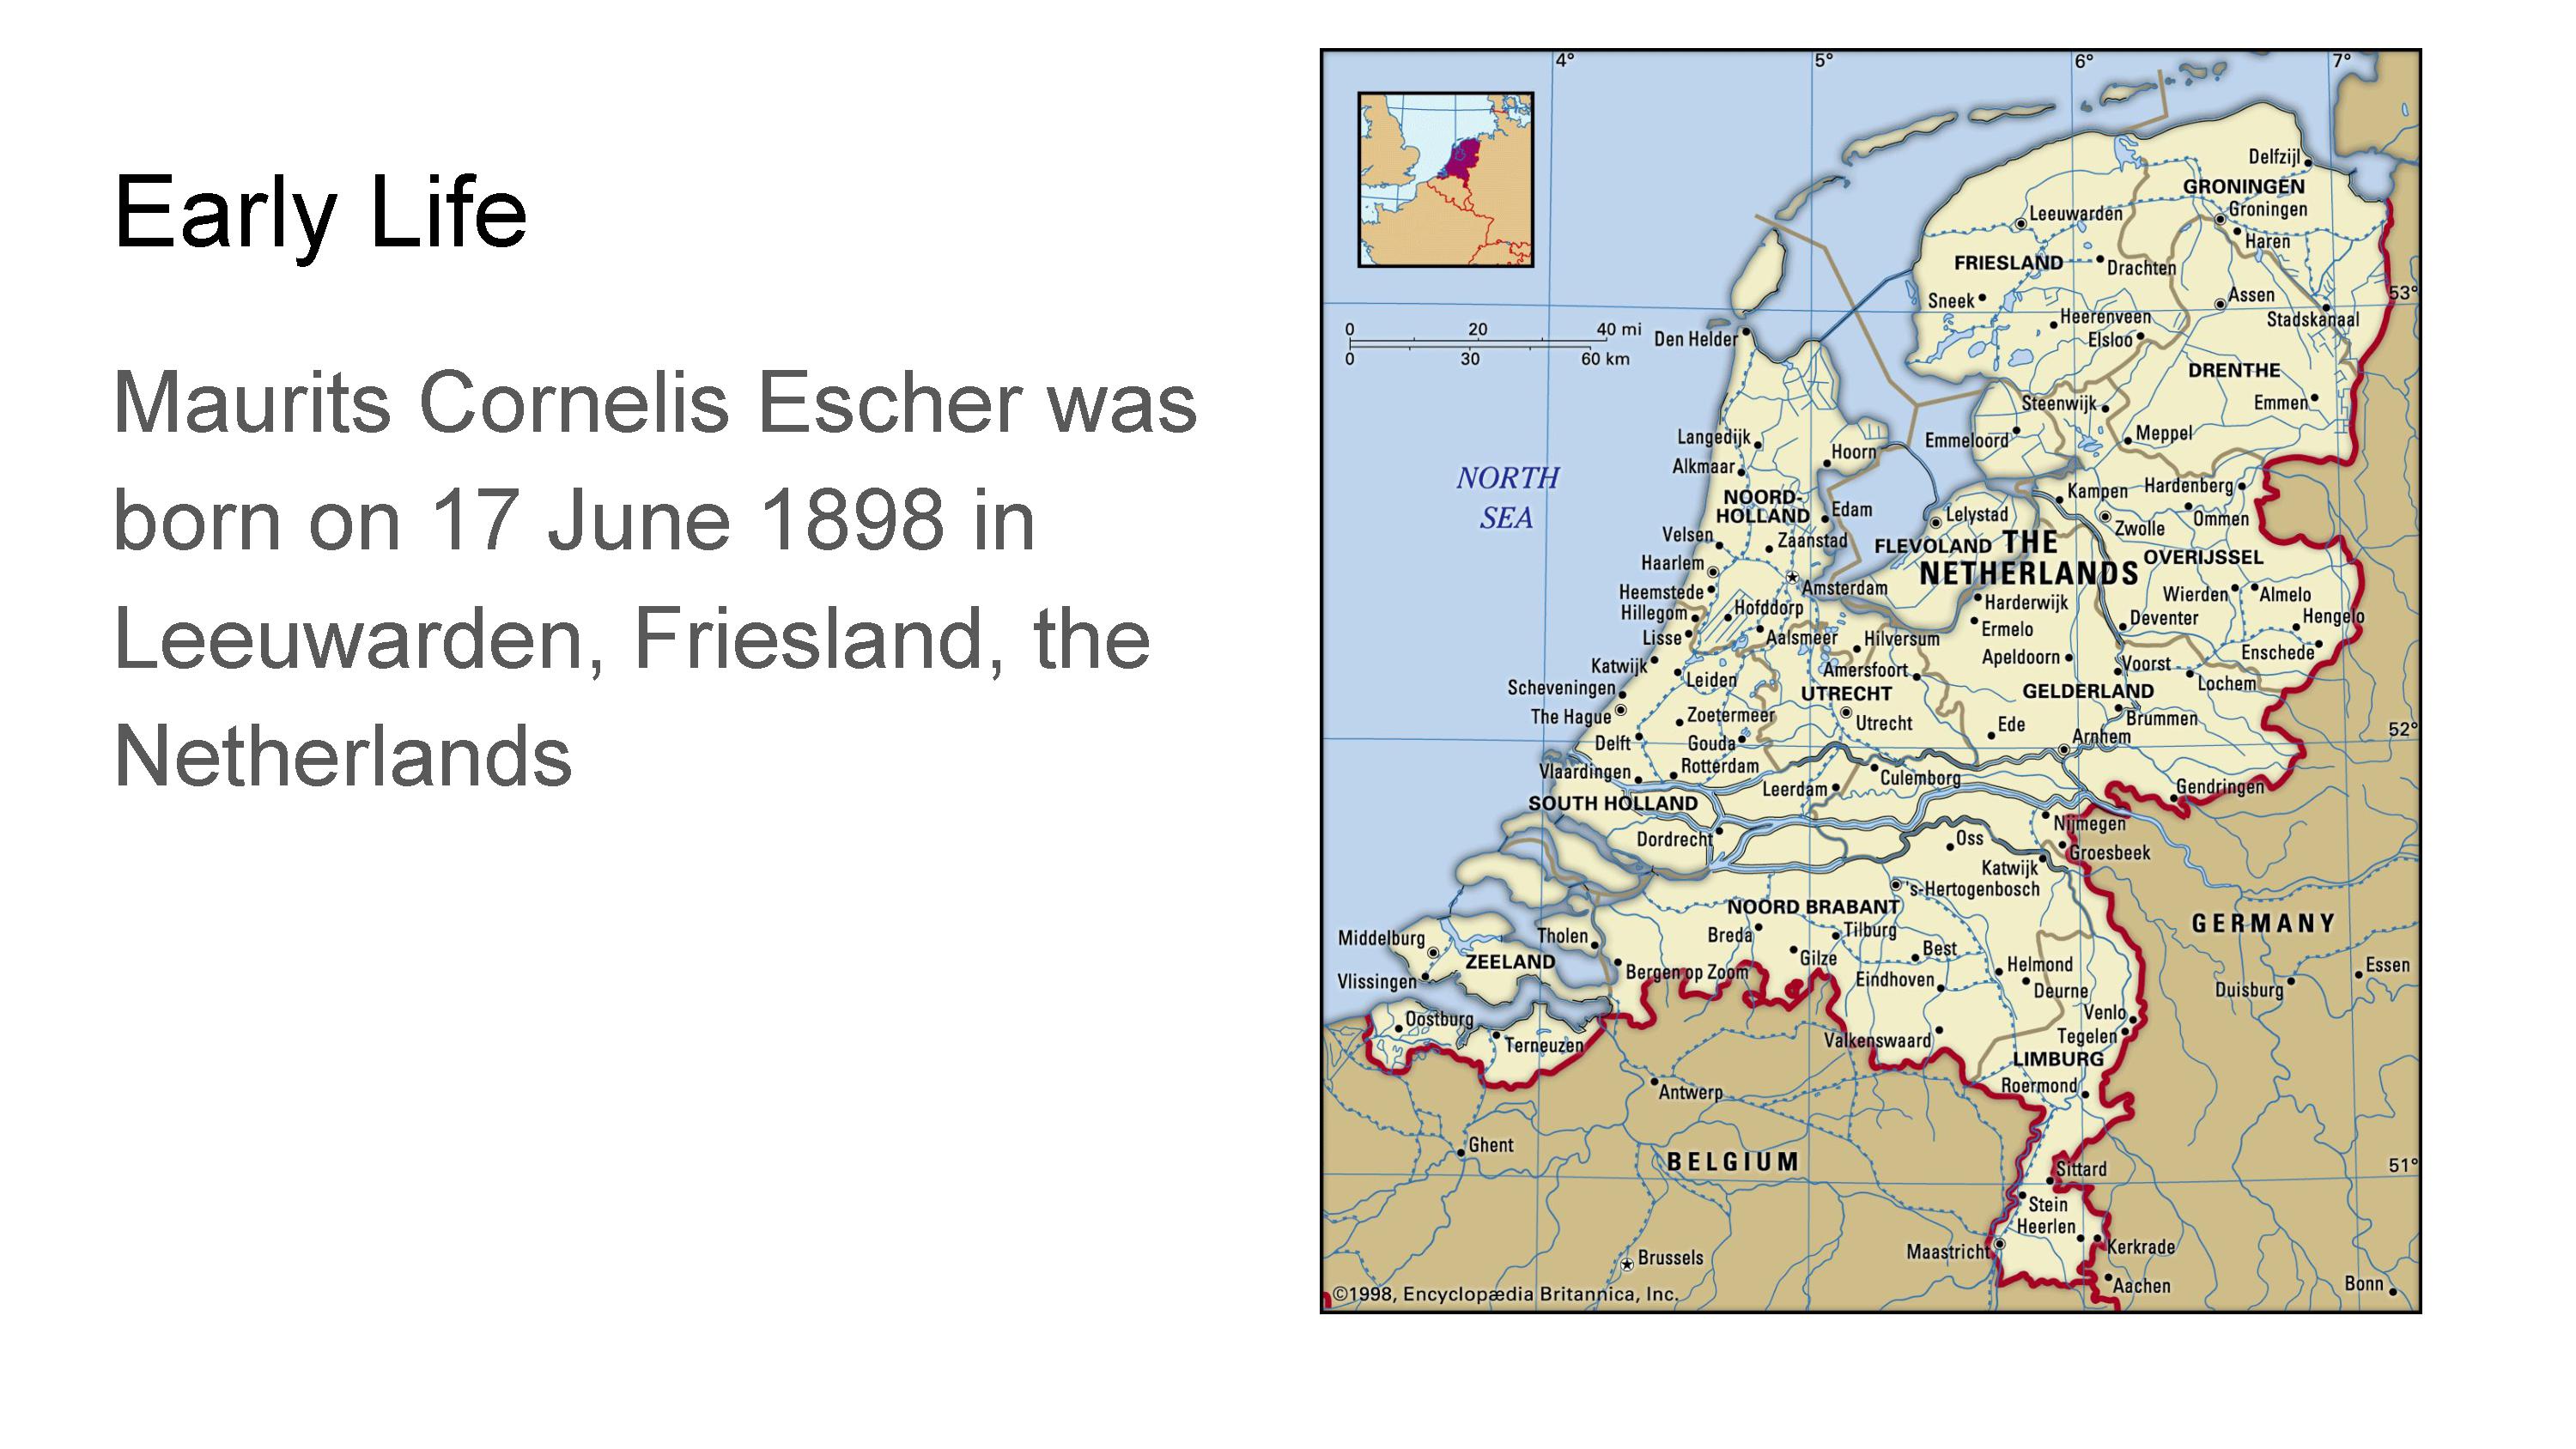 Early Life
Maurits Cornelis Escher was
born on 17 June 1898 in
Leeuwarden, Friesland, the
Netherlands
4°
5°
6°
7°
Delfzijl
GRONINGEN
Groningen
Leeuwarden
Haren
FRIESLAND
Drachten
53°
Sneek
Assen
Heerenveen
Stadskanaal
0 20 40 mi
0 30 60 km
Den Helder
Elsloo
DRENTHE
Steenwijk
Emmen
Langedijk
Emmeloord
Meppel
Hoorn
Alkmaar
NORTH
SEA
NOORD-
HOLLAND
Edam
Kampen
Hardenberg
Lelystad
Ommen
Zwolle
Velsen
Zaanstad
FLEVOLAND
THE
NETHERLANDS
OVERIJSSEL
Haarlem
Amsterdam
Heemstede
Harderwijk
Wierden
Almelo
Hillegom
Hofddorp
Deventer
Hengelo
Lisse
Aalsmeer
Hilversum
Ermelo
Enschede
Katwijk
Apeldoorn
Voorst
Amersfoort
Leiden
Lochem
Scheveningen
UTRECHT
GELDERLAND
The Hague
Zoetermeer
Utrecht
Ede
Brummen
52°
Delft
Gouda
Arnhem
Vlaardingen
Rotterdam
Culemborg
Leerdam
Gendringen
SOUTH HOLLAND
Nijmegen
Dordrecht
Oss
Groesbeek
Katwijk
's-Hertogenbosch
NOORD BRABANT
GERMANY
Middelburg
Tholen
Breda
Tilburg
Best
ZEELAND
Gilze
Helmond
Essen
Bergen op Zoom
Vlissingen
Eindhoven
Deurne
Duisburg
Venlo
Oostburg
Terneuzen
Valkenswaard
Tegelen
LIMBURG
Roermond
Antwerp
Ghent
BELGIUM
51°
Sittard
Stein
Heerlen
Maastricht
Kerkrade
Brussels
Aachen
Bonn
©1998, Encyclopædia Britannica, Inc.